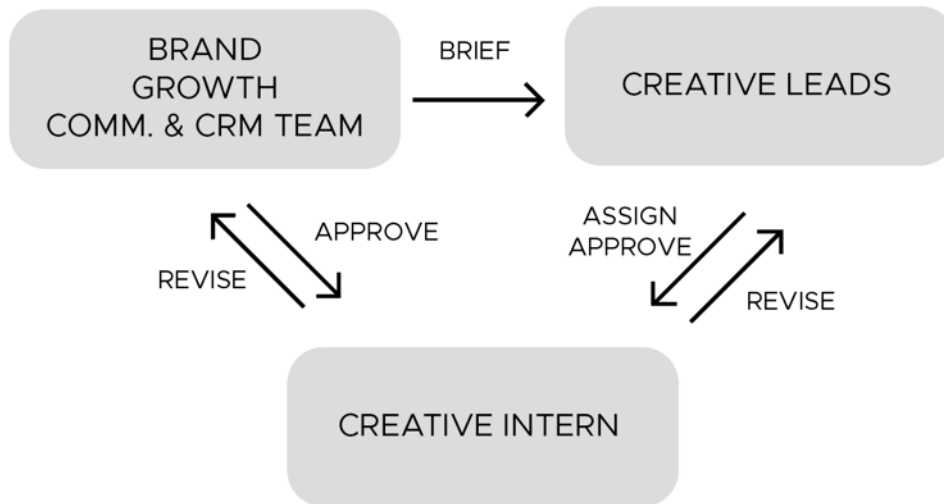 BRAND
GROWTH
COMM. & CRM TEAM
BRIEF
CREATIVE LEADS
APPROVE
REVISE
ASSIGN
APPROVE
REVISE
CREATIVE INTERN